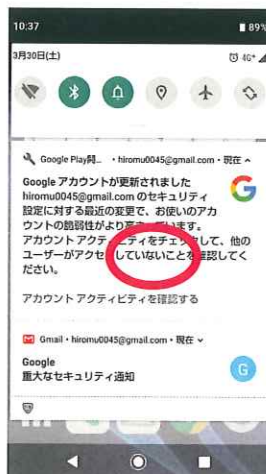 10:37
89%
3月30日(土)
4G+
Google Play開... ・hiromu0045@gmail.com・現在
Google アカウントが更新されました
hiromu0045@gmail.com のセキュリティ
設定に対する最近の変更で、お使いのアカ
ウントの脆弱性がより高
います。
アカウント アクティビティをチェックして、他の
ユーザーがアクセスしていないことを確認してく
ださい。
アカウント アクティビティを確認する
Gmail・hiromu0045@gmail.com・現在
Google
重大なセキュリティ通知
G